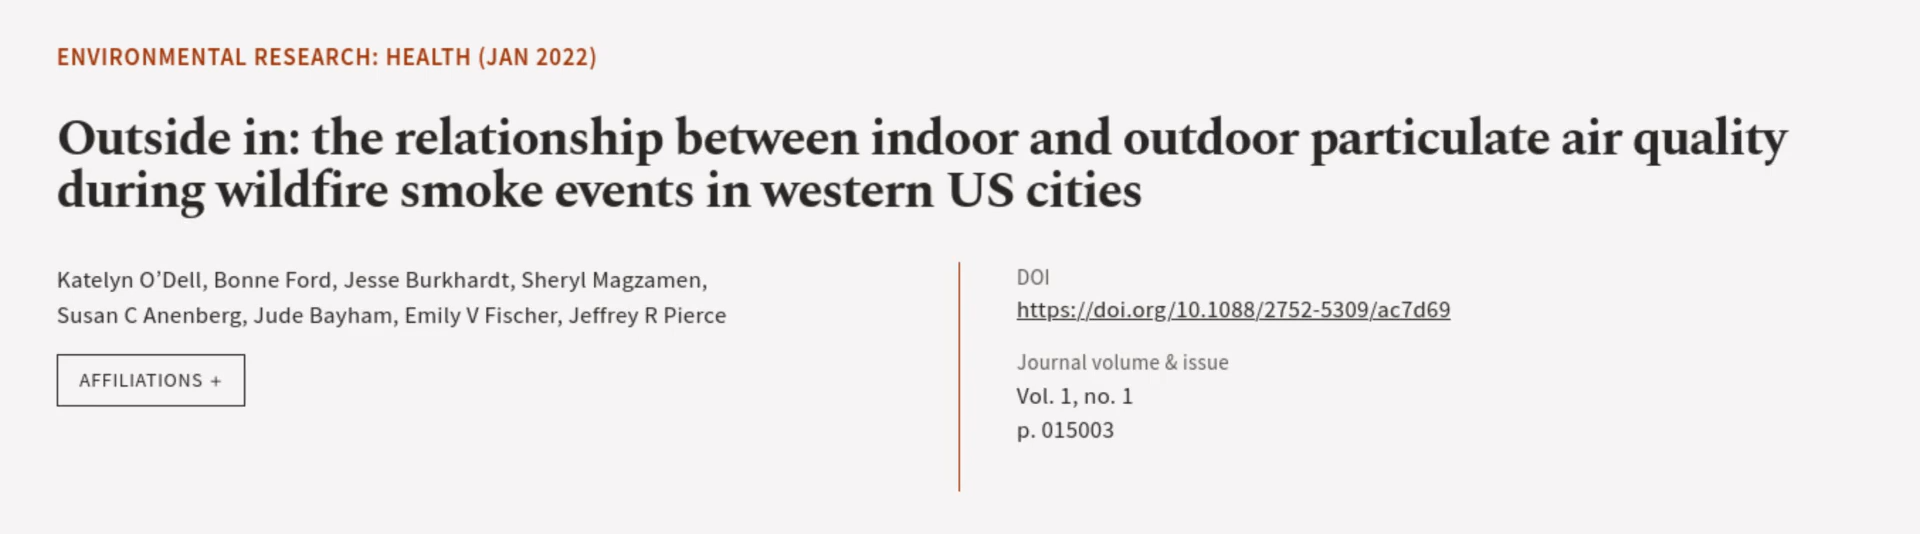 ENVIRONMENTAL RESEARCH: HEALTH (JAN 2022)
Outside in: the relationship between indoor and outdoor particulate air quality
during wildfire smoke events in western US cities
Katelyn O’Dell, Bonne Ford, Jesse Burkhardt, Sheryl Magzamen,
Susan C Anenberg, Jude Bayham, Emily V Fischer, Jeffrey R Pierce
AFFILIATIONS +
DOI
https://doi.org/10.1088/2752-5309/ac7d69
Journal volume & issue
Vol. 1, no. 1
p. 015003